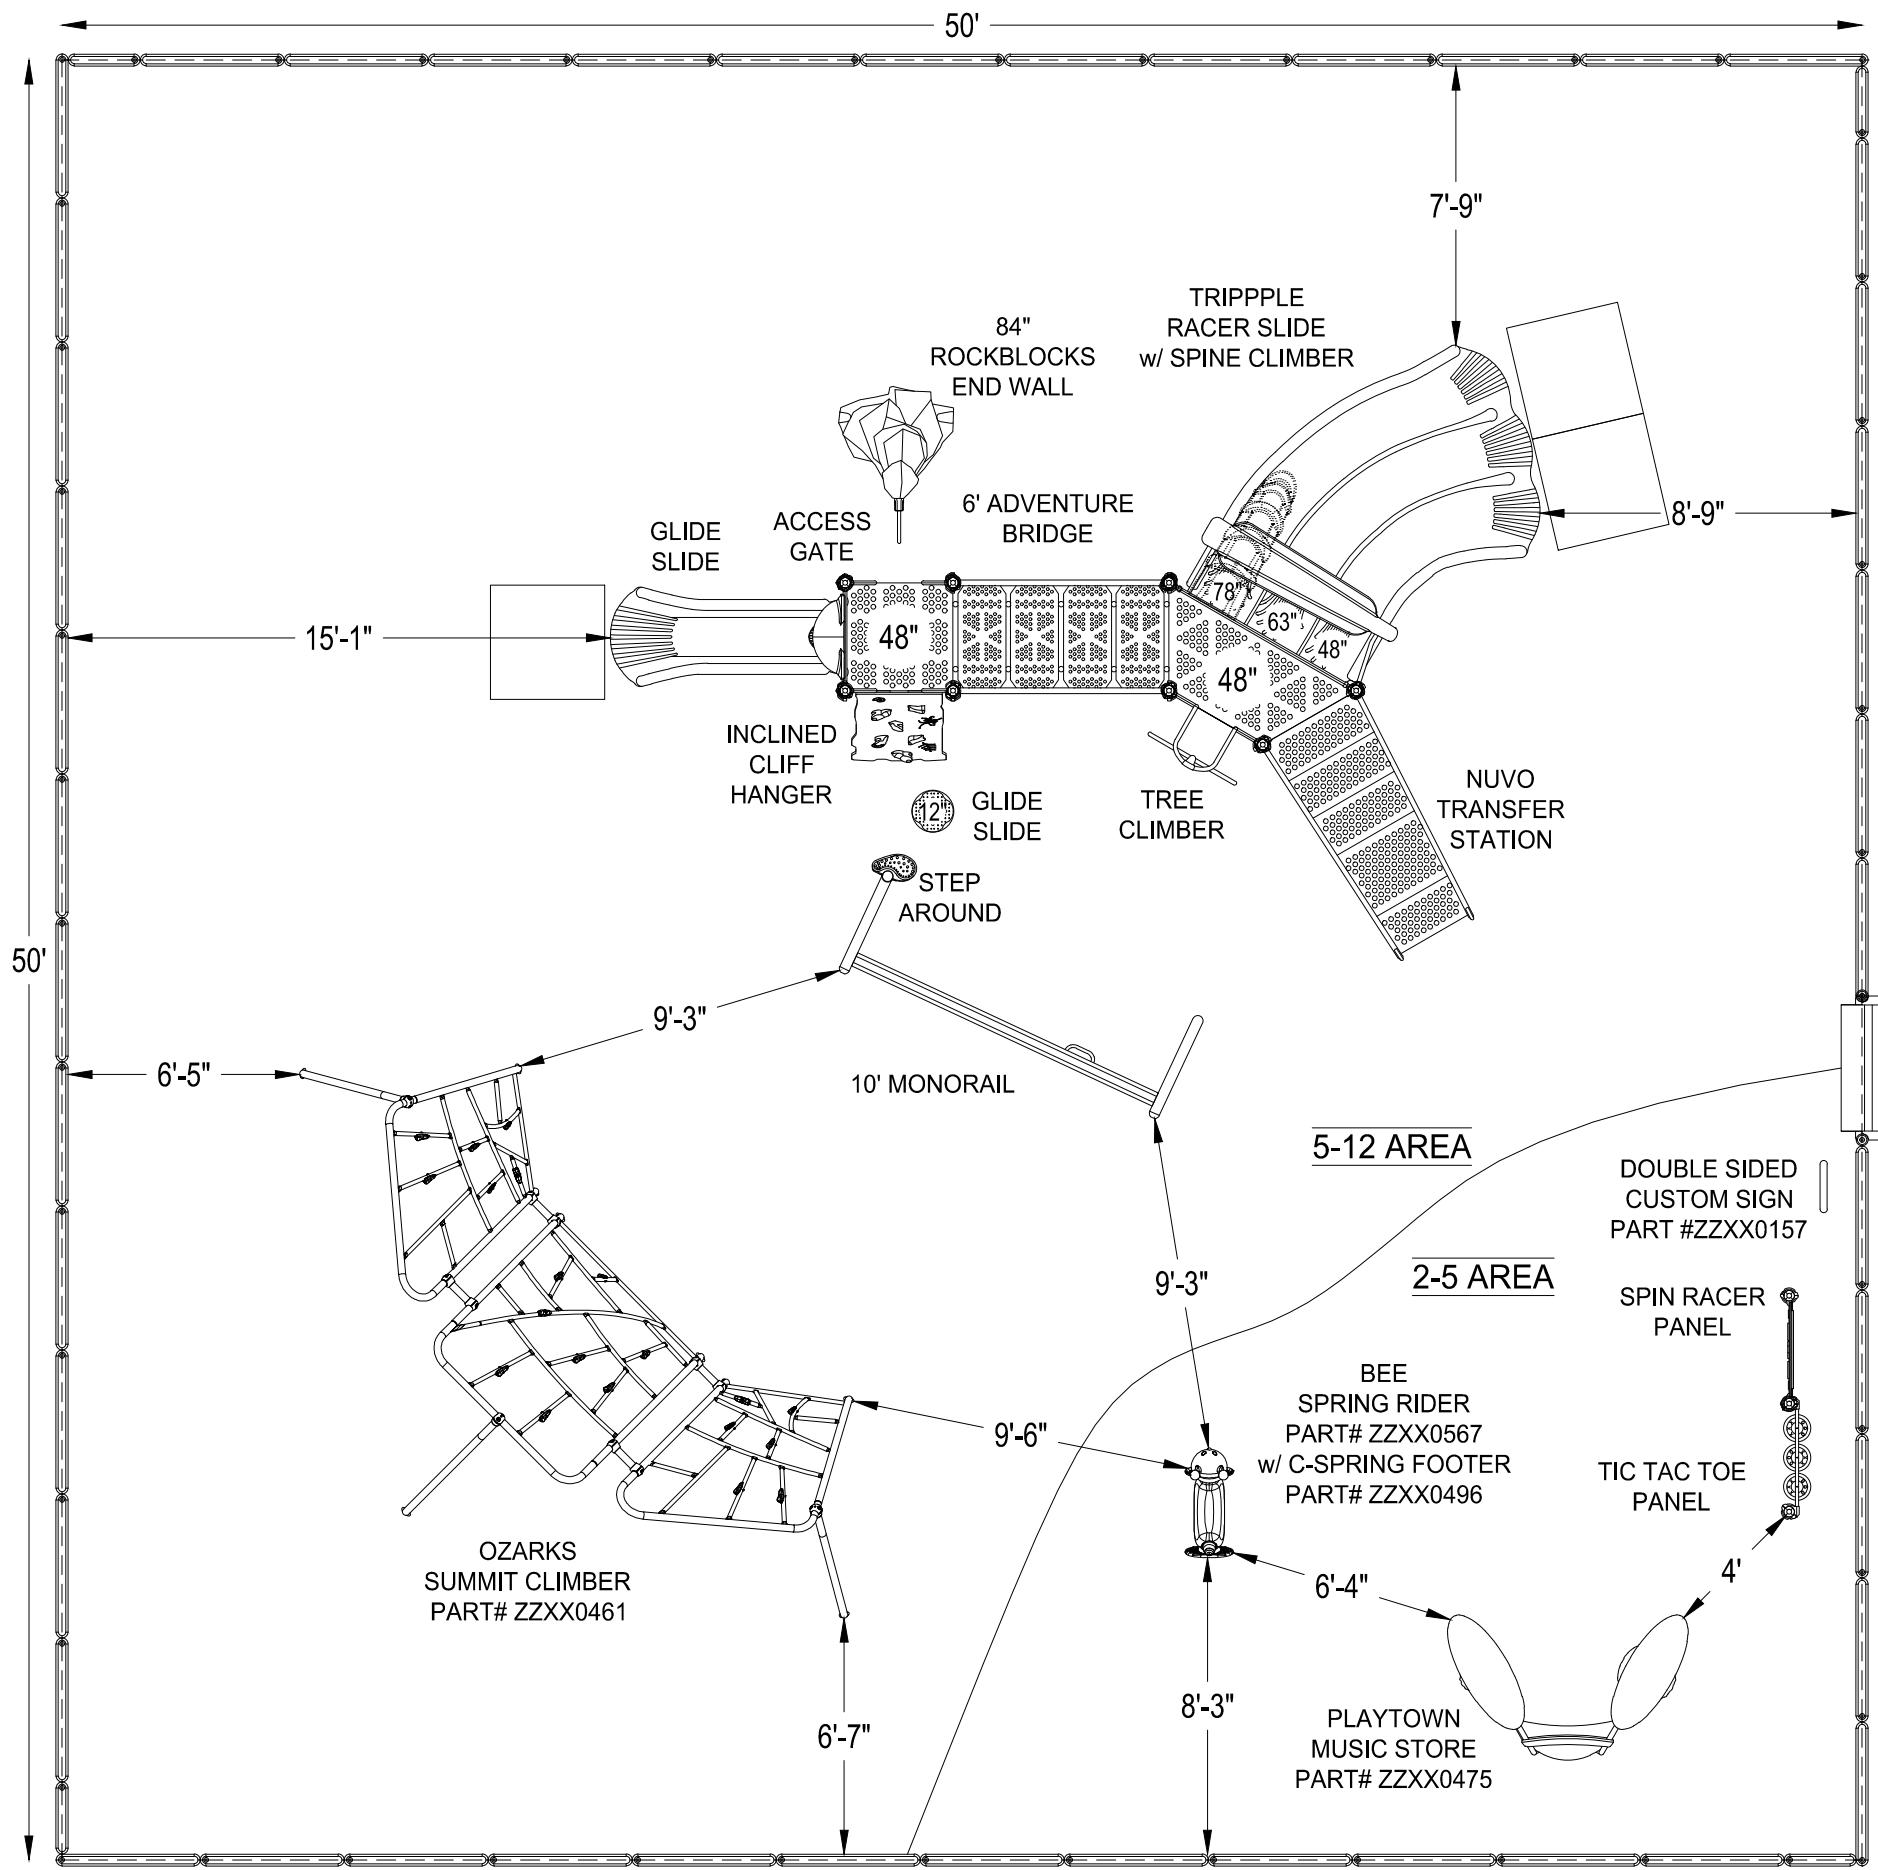 50'
7'-9"
TRIPPPLE
RACER SLIDE
w/ SPINE CLIMBER
84"
ROCKBLOCKS
END WALL
6' ADVENTURE
BRIDGE
ACCESS
GATE
GLIDE
SLIDE
8'-9"
15'-1"
48"
78"
63"
48"
48"
INCLINED
CLIFF
HANGER
12"
GLIDE
SLIDE
TREE
CLIMBER
NUVO
TRANSFER
STATION
STEP
AROUND
50'
9'-3"
6'-5"
10' MONORAIL
5-12 AREA
DOUBLE SIDED
CUSTOM SIGN
PART #ZZXX0157
9'-3"
2-5 AREA
SPIN RACER
PANEL
BEE
SPRING RIDER
PART# ZZXX0567
w/ C-SPRING FOOTER
PART# ZZXX0496
9'-6"
TIC TAC TOE
PANEL
OZARKS
SUMMIT CLIMBER
PART# ZZXX0461
6'-4"
4'
8'-3"
6'-7"
PLAYTOWN
MUSIC STORE
PART# ZZXX0475